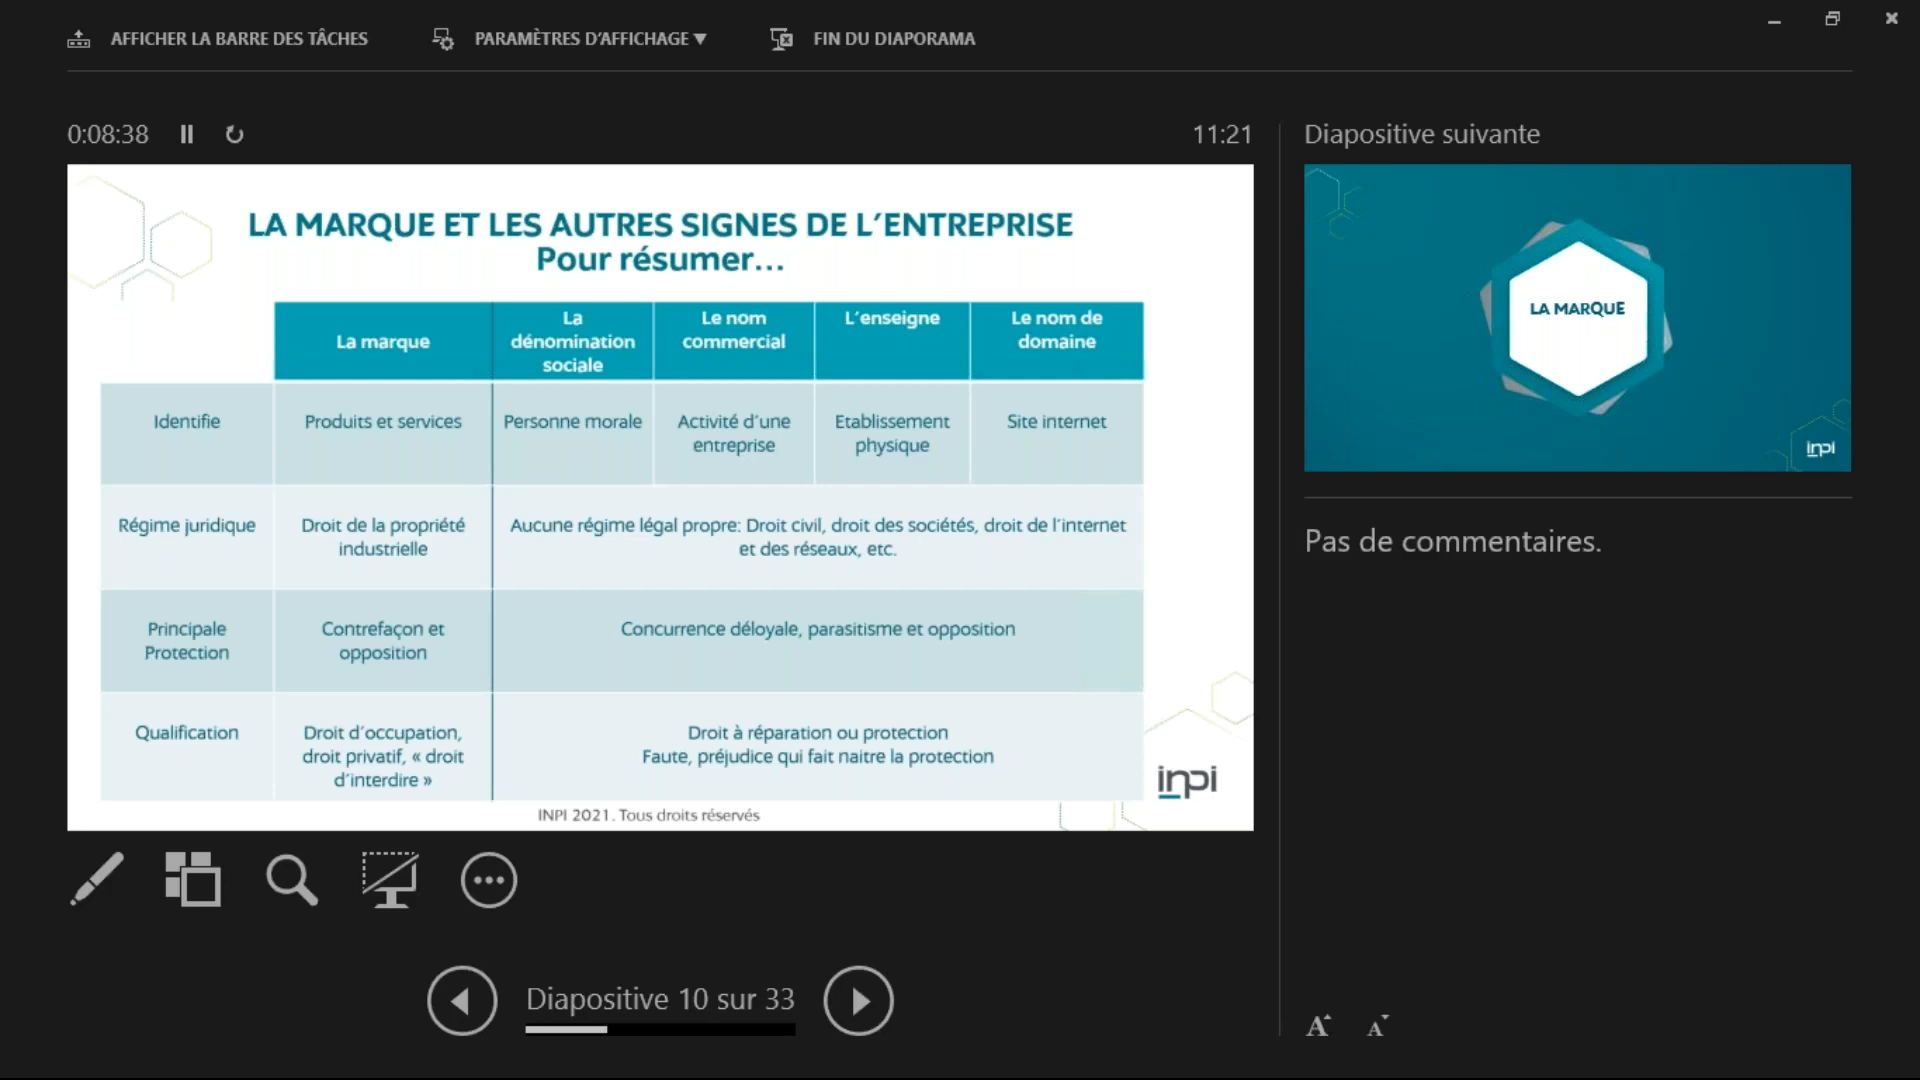 AFFICHER LA BARRE DES TÂCHES
PARAMÈTRES D'AFFICHAGE
FIN DU DIAPORAMA
0:08:38
11:21
Diapositive suivante
LA MARQUE ET LES AUTRES SIGNES DE L'ENTREPRISE
Pour résumer...
La marque
La
dénomination
sociale
Le nom
commercial
L'enseigne
Le nom de
domaine
Identifie
Produits et services
Personne morale
Activité d'une
entreprise
Etablissement
physique
Site internet
Régime juridique
Droit de la propriété
industrielle
Aucune régime légal propre: Droit civil, droit des sociétés, droit de l'internet
et des réseaux, etc.
Principale
Protection
Contrefaçon et
opposition
Concurrence déloyale, parasitisme et opposition
Qualification
Droit d'occupation,
droit privatif, « droit
d'interdire »
Droit à réparation ou protection
Faute, préjudice qui fait naitre la protection
inpi
INPI 2021. Tous droits réservés
LA MARQUE
inpi
Pas de commentaires.
Diapositive 10 sur 33
A
A